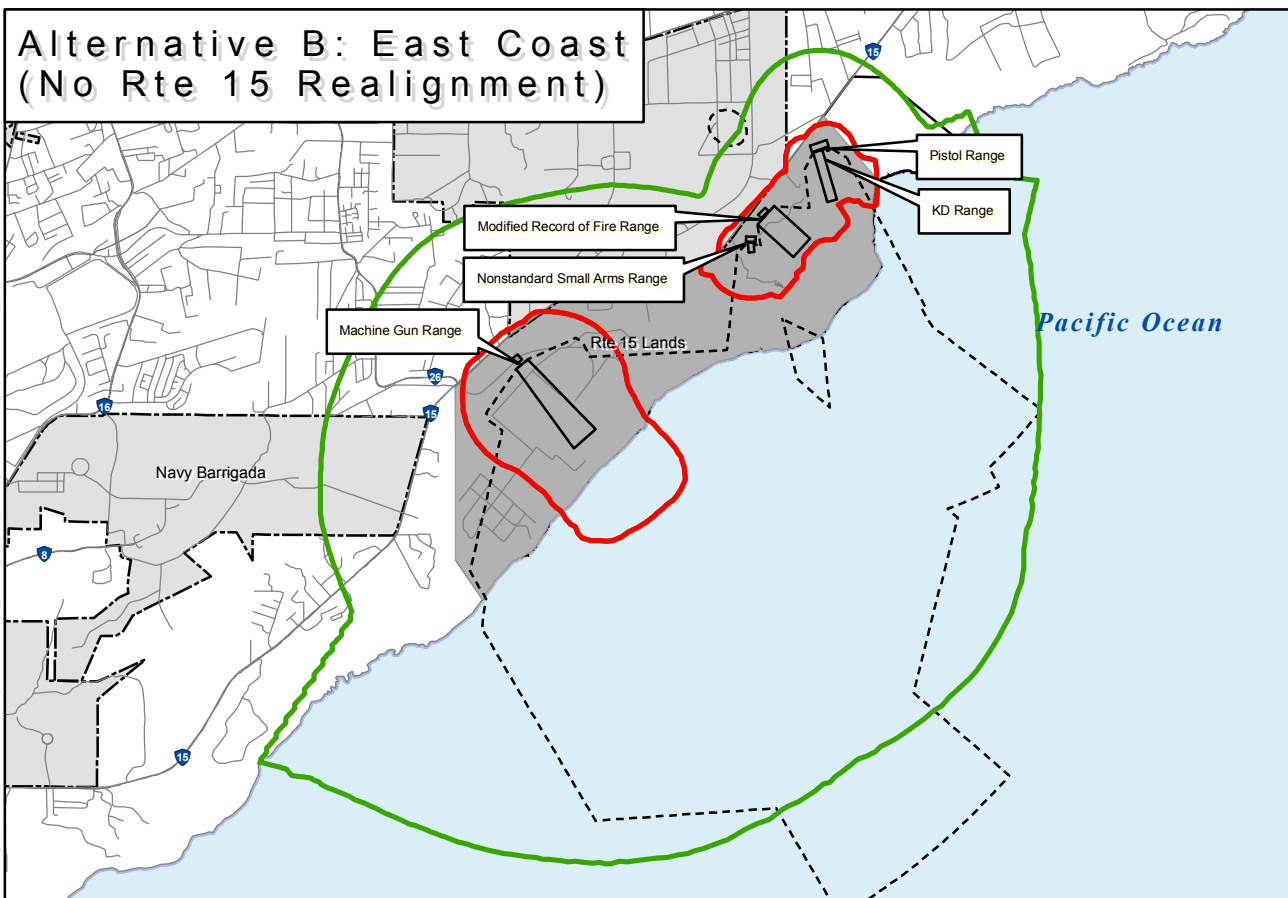 Alternative B: East Coast
(No Rte 15 Realignment)
15
Pistol Range
KD Range
Modified Record of Fire Range
Nonstandard Small Arms Range
Pacific Ocean
Machine Gun Range
Rte 15 Lands
26
16
15
Navy Barrigada
8
15